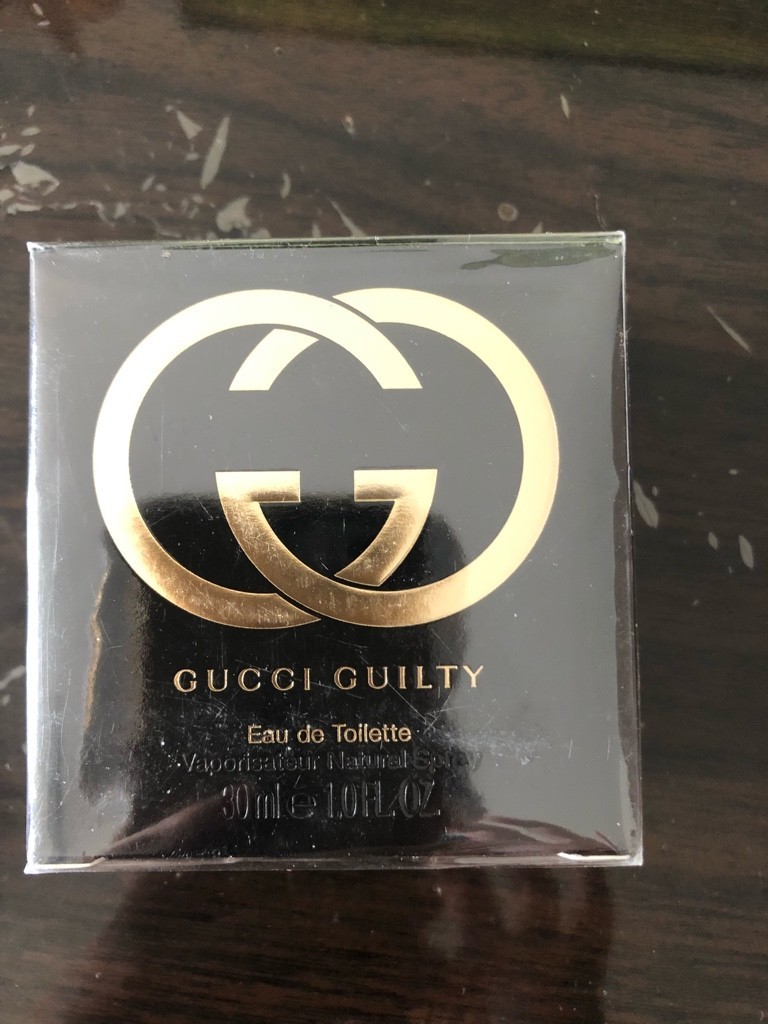 GUCCI GUILTY
Eau de Toilette
Vaporisateur Natural Spray
30 ml e 1.0 FL.OZ